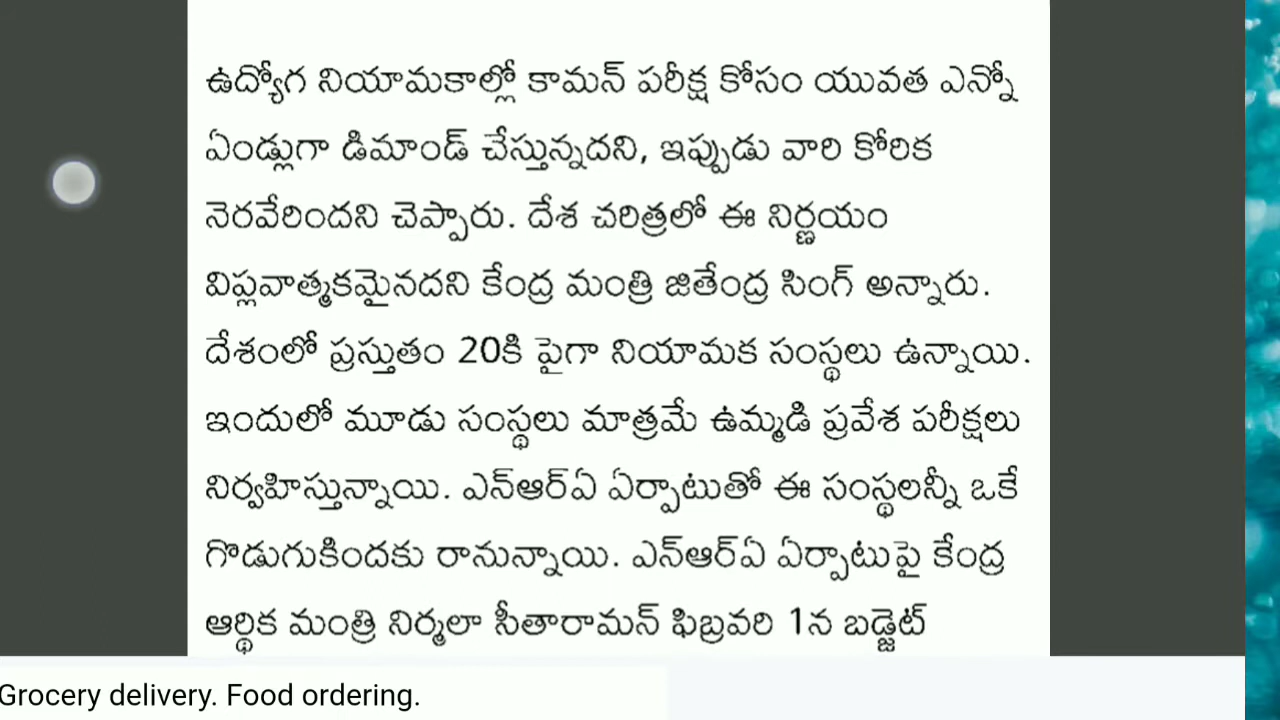 ఉద్యోగ నియామకాల్లో కామన్ పరీక్ష కోసం యువత ఎన్నో
ఏండ్లుగా డిమాండ్ చేస్తున్నదని, ఇప్పుడు వారి కోరిక
నెరవేరిందని చెప్పారు. దేశ చరిత్రలో ఈ నిర్ణయం
విప్లవాత్మకమైనదని కేంద్ర మంత్రి జితేంద్ర సింగ్ అన్నారు.
దేశంలో ప్రస్తుతం 20కి పైగా నియామక సంస్థలు ఉన్నాయి.
ఇందులో మూడు సంస్థలు మాత్రమే ఉమ్మడి ప్రవేశ పరీక్షలు
నిర్వహిస్తున్నాయి. ఎన్ఆర్ఏ ఏర్పాటుతో ఈ సంస్థలన్నీ ఒకే
గొడుగుకిందకు రానున్నాయి. ఎన్ఆర్ఏ ఏర్పాటుపై కేంద్ర
ఆర్థిక మంత్రి నిర్మలా సీతారామన్ ఫిబ్రవరి 1న బడ్జెట్
Grocery delivery. Food ordering.